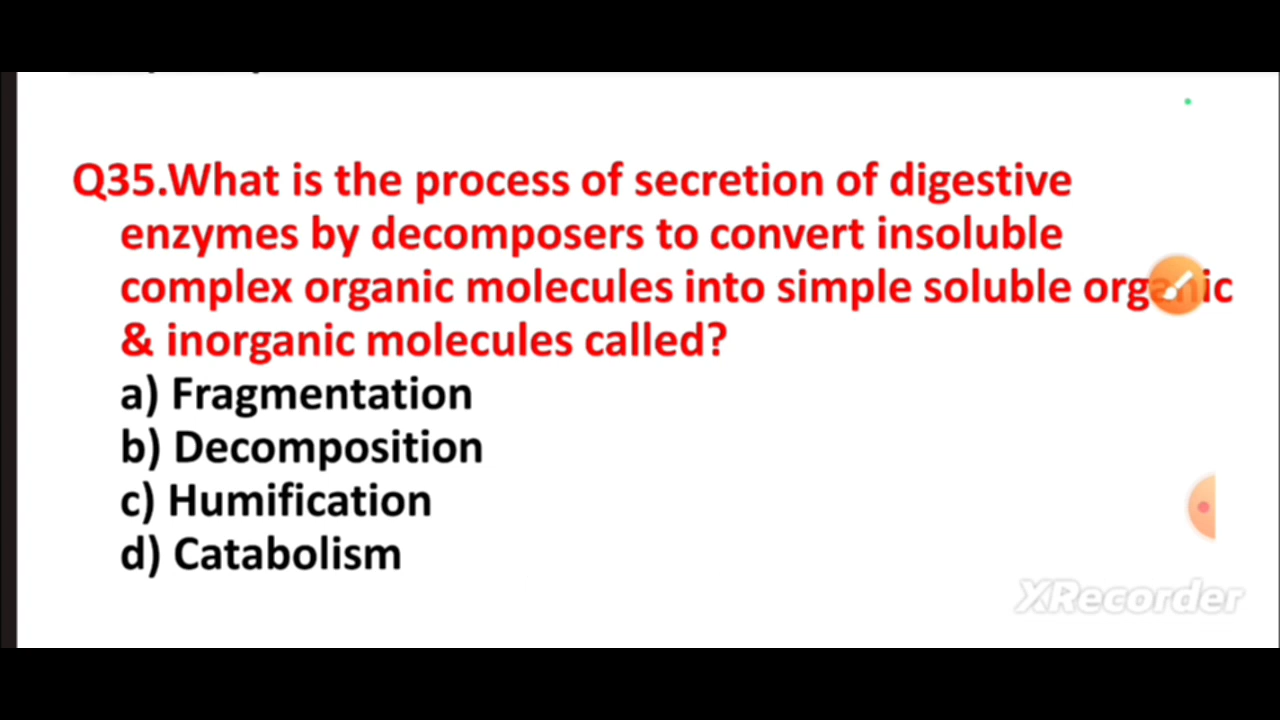 Q35.What is the process of secretion of digestive
enzymes by decomposers to convert insoluble
complex organic molecules into simple soluble
& inorganic molecules called?
a) Fragmentation
b) Decomposition
c) Humification
d) Catabolism
XRecorder